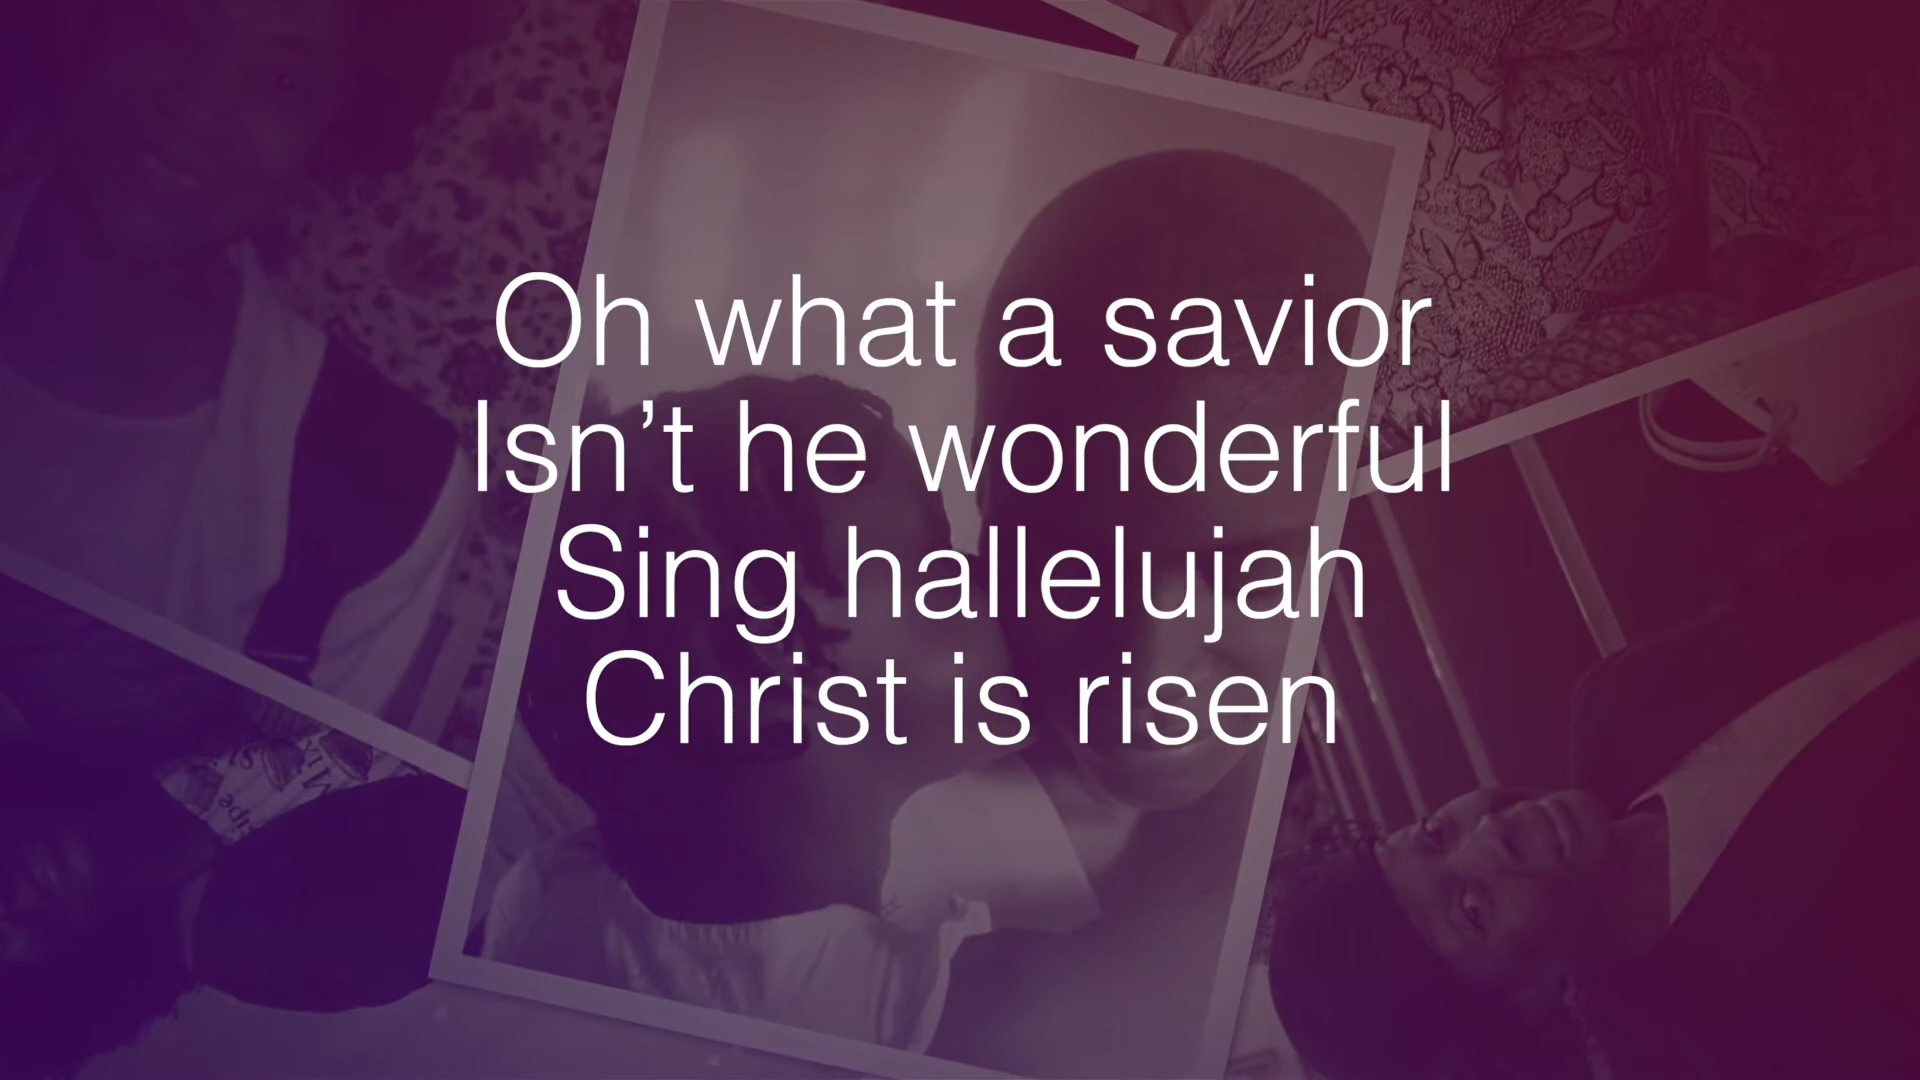 Oh what a savior
Isn’t he wonderful
Sing hallelujah
Christ is risen